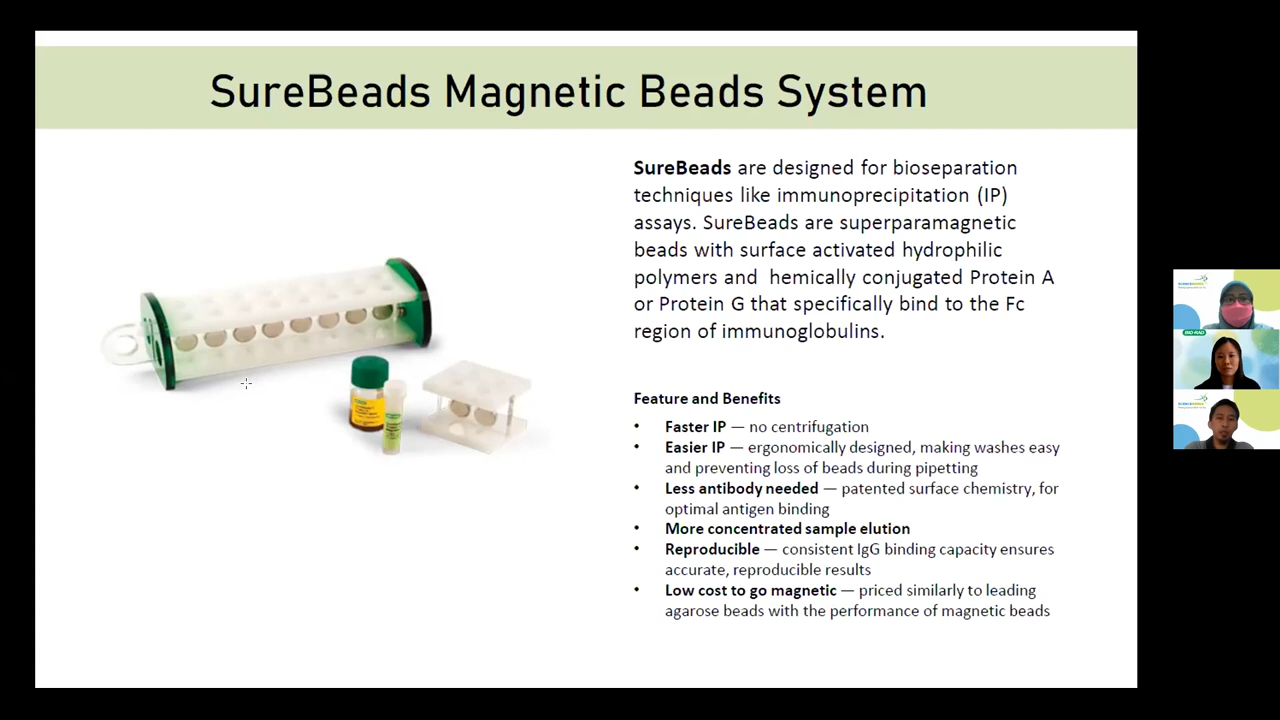 SureBeads Magnetic Beads System
SureBeads are designed for bioseparation
techniques like immunoprecipitation (IP)
assays. SureBeads are superparamagnetic
beads with surface activated hydrophilic
polymers and  hemically conjugated Protein A
or Protein G that specifically bind to the Fc
region of immunoglobulins.
Feature and Benefits
• Faster IP — no centrifugation
• Easier IP — ergonomically designed, making washes easy
and preventing loss of beads during pipetting
• Less antibody needed — patented surface chemistry, for
optimal antigen binding
• More concentrated sample elution
• Reproducible — consistent IgG binding capacity ensures
accurate, reproducible results
• Low cost to go magnetic — priced similarly to leading
agarose beads with the performance of magnetic beads
BIO-RAD